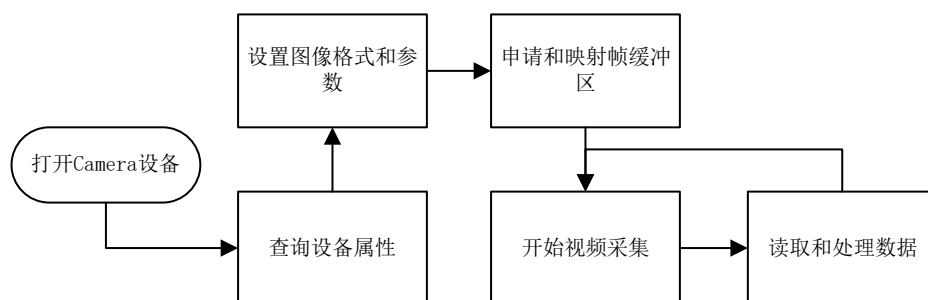 设置图像格式和参
数
申请和映射帧缓冲
区
打开Camera设备
查询设备属性
开始视频采集
读取和处理数据